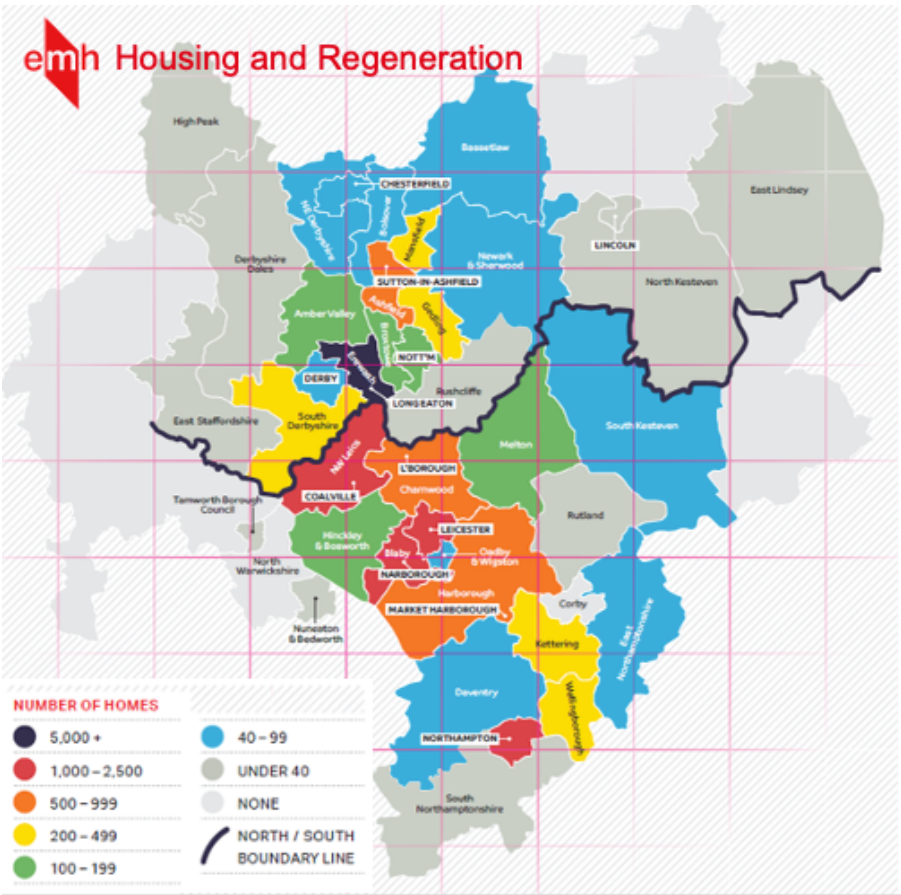 emh Housing and Regeneration
High Peak
Bassetlaw
CHESTERFIELD
East Lindsey
NE Derbyshire
Bolsover
Mansfield
LINCOLN
Derbyshire
Dales
Newark
& Sherwood
SUTTON-IN-ASHFIELD
North Kesteven
Ashfield
Gedling
Amber Valley
Broxtowe
Erewash
NOTT'M
DERBY
Rushcliffe
LONG EATON
East Staffordshire
South
Derbyshire
South Kesteven
Melton
NW Leics
L'BOROUGH
COALVILLE
Charnwood
Tamworth Borough
Council
Rutland
LEICESTER
Hinckley
& Bosworth
Blaby
Oadby
& Wigston
North
Warwickshire
NARBOROUGH
Harborough
MARKET HARBOROUGH
Corby
Nuneaton
& Bedworth
East
Northamptonshire
Kettering
Daventry
Wellingborough
NORTHAMPTON
South
Northamptonshire
NUMBER OF HOMES
5,000 +
1,000 – 2,500
500 – 999
200 – 499
100 – 199
40 – 99
UNDER 40
NONE
NORTH / SOUTH
BOUNDARY LINE